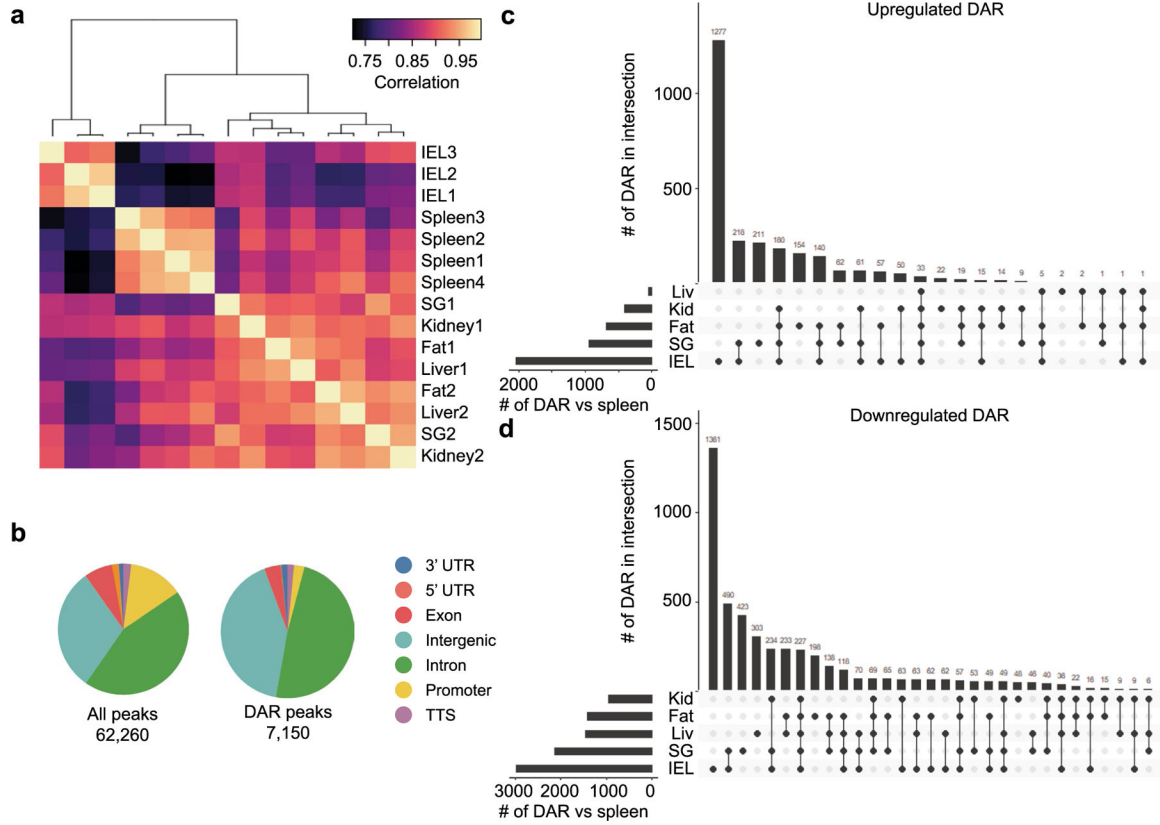 a
0.75 0.85 0.95
Correlation
IEL3
IEL2
IEL1
Spleen3
Spleen2
Spleen1
Spleen4
SG1
Kidney1
Fat1
Liver1
Fat2
Liver2
SG2
Kidney2
b
All peaks
62,260
DAR peaks
7,150
3' UTR
5' UTR
Exon
Intergenic
Intron
Promoter
TTS
c
Upregulated DAR
# of DAR in intersection
1000
500
1277 218 211 180 154 140 62 61 57 50 33 22 19 15 14 9 5 2 2 1 1 1
Liv
Kid
Fat
SG
IEL
2000 1000 0
# of DAR vs spleen
d
Downregulated DAR
# of DAR in intersection
1500
1000
500
0
1361 490 423 303 234 233 227 198 138 118 70 69 65 63 63 62 62 57 53 49 49 48 46 40 36 22 16 15 9 9 6
Kid
Fat
Liv
SG
IEL
3000 2000 1000 0
# of DAR vs spleen